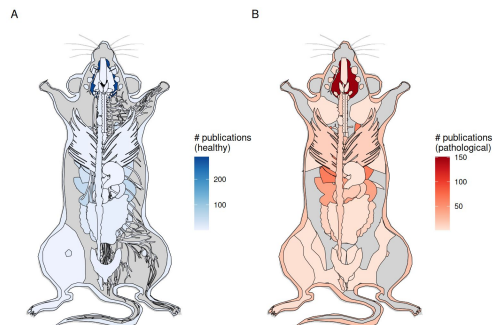 A
B
# publications
(healthy)
200
100
# publications
(pathological)
150
100
50